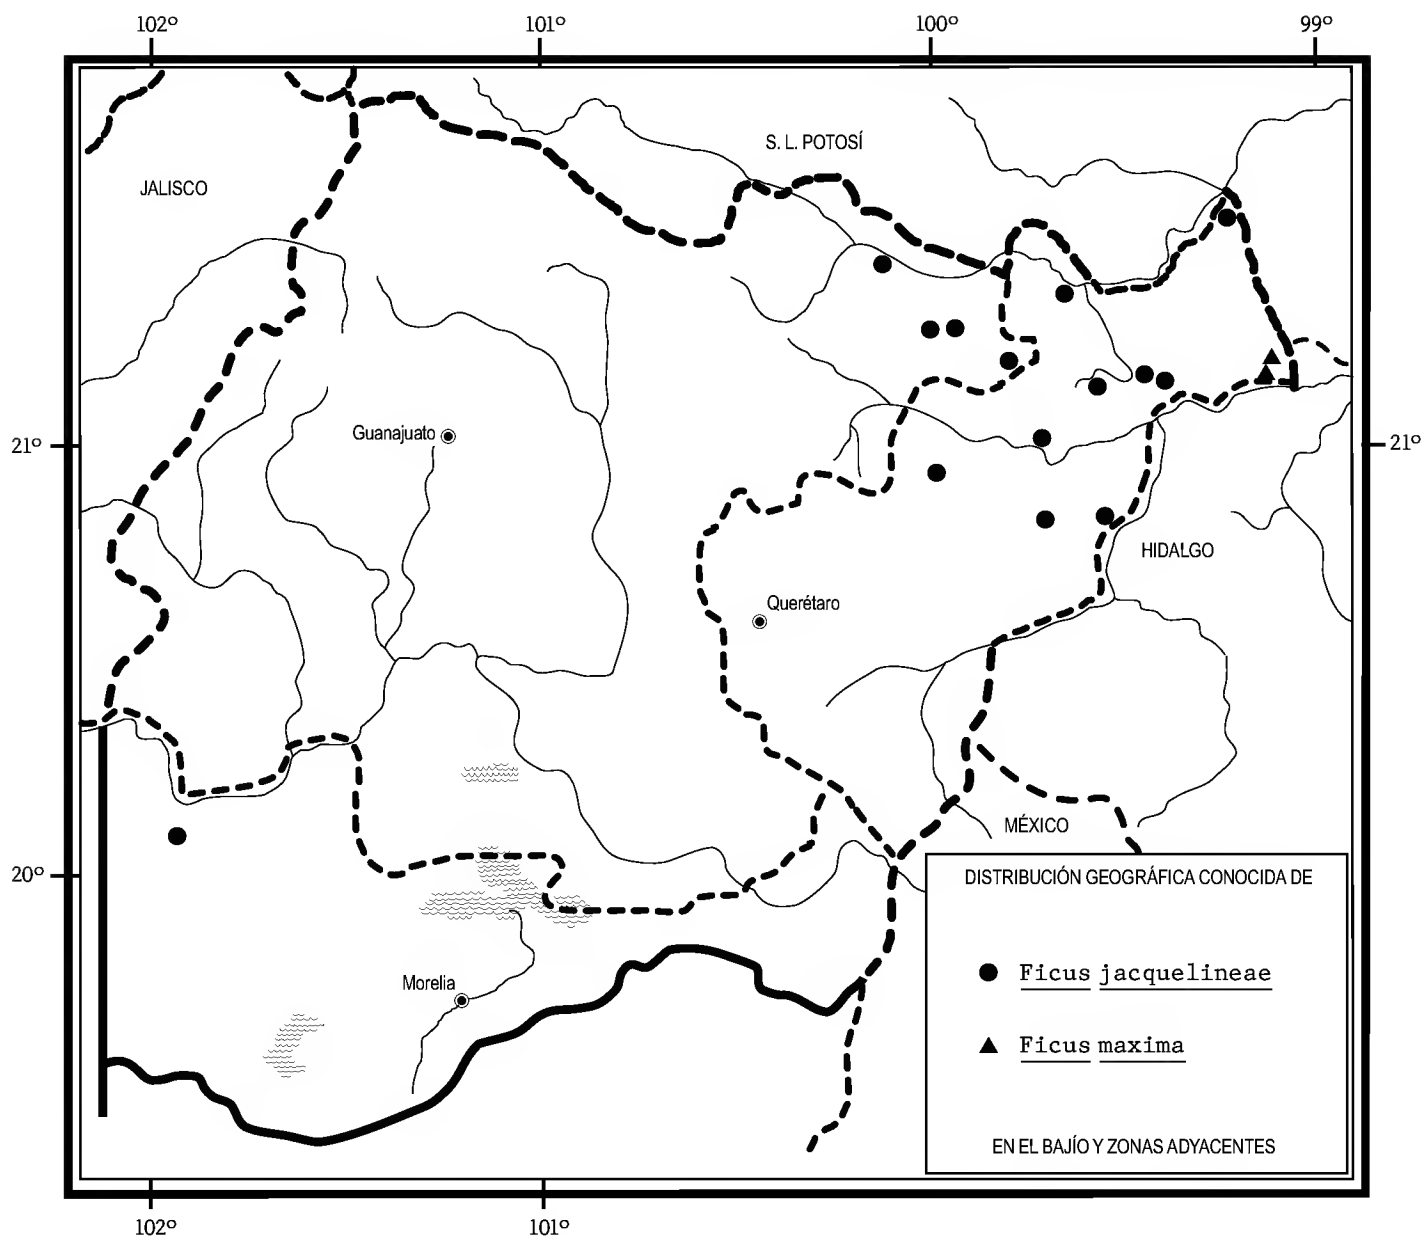 102º 101º 100º 99º
S. L. POTOSÍ
JALISCO
Guanajuato
21º 21º
HIDALGO
Querétaro
MÉXICO
20º
DISTRIBUCIÓN GEOGRÁFICA CONOCIDA DE
Ficus jacquelineae
Morelia
Ficus maxima
EN EL BAJÍO Y ZONAS ADYACENTES
102º 101º